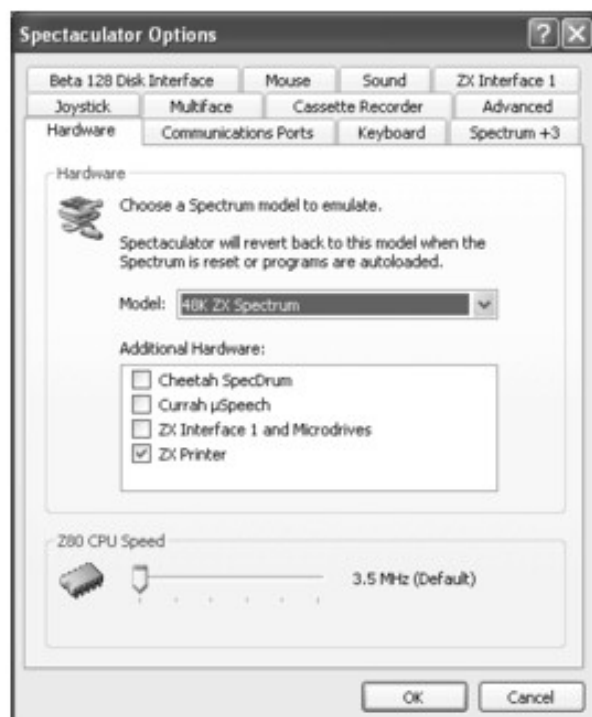 Spectaculator Options
Beta 128 Disk Interface Mouse Sound ZX Interface 1
Joystick Multiface Cassette Recorder Advanced
Hardware Communications Ports Keyboard Spectrum +3
Hardware
Choose a Spectrum model to emulate.
Spectaculator will revert back to this model when the
Spectrum is reset or programs are autoloaded.
Model: 48K ZX Spectrum
Additional Hardware:
Cheetah SpecDrum
Currah µSpeech
ZX Interface 1 and Microdrives
ZX Printer
Z80 CPU Speed
3.5 MHz (Default)
OK Cancel